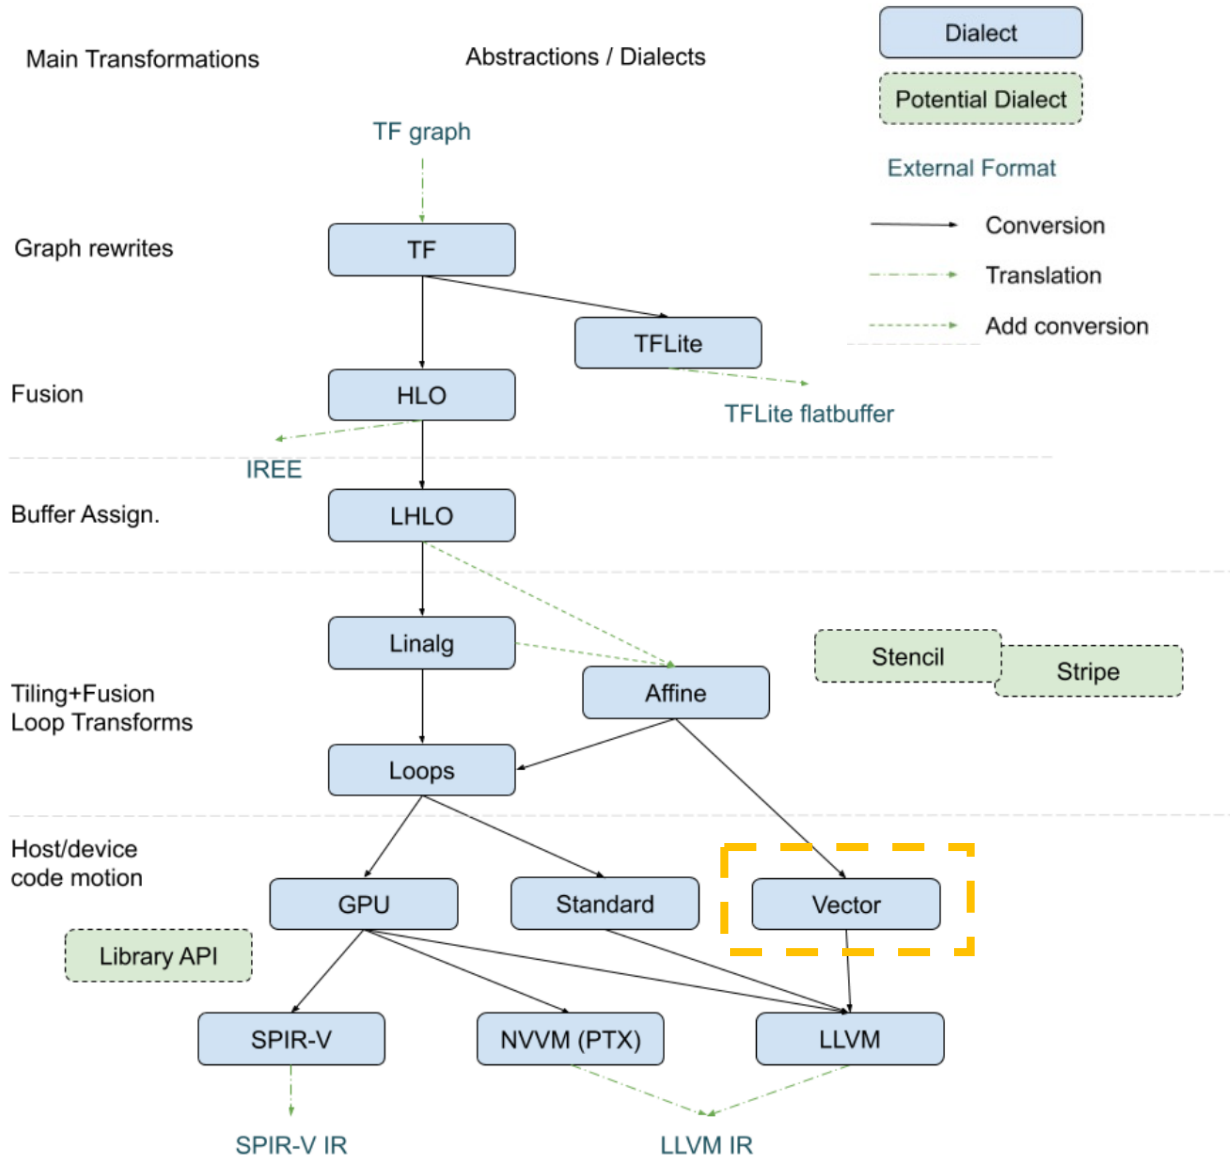 Main Transformations
Abstractions / Dialects
Dialect
Potential Dialect
External Format
Conversion
Translation
Add conversion
TF graph
Graph rewrites
TF
TFLite
Fusion
HLO
TFLite flatbuffer
IREE
Buffer Assign.
LHLO
Linalg
Stencil
Stripe
Tiling+Fusion
Loop Transforms
Affine
Loops
Host/device
code motion
GPU
Standard
Vector
Library API
SPIR-V
NVVM (PTX)
LLVM
SPIR-V IR
LLVM IR